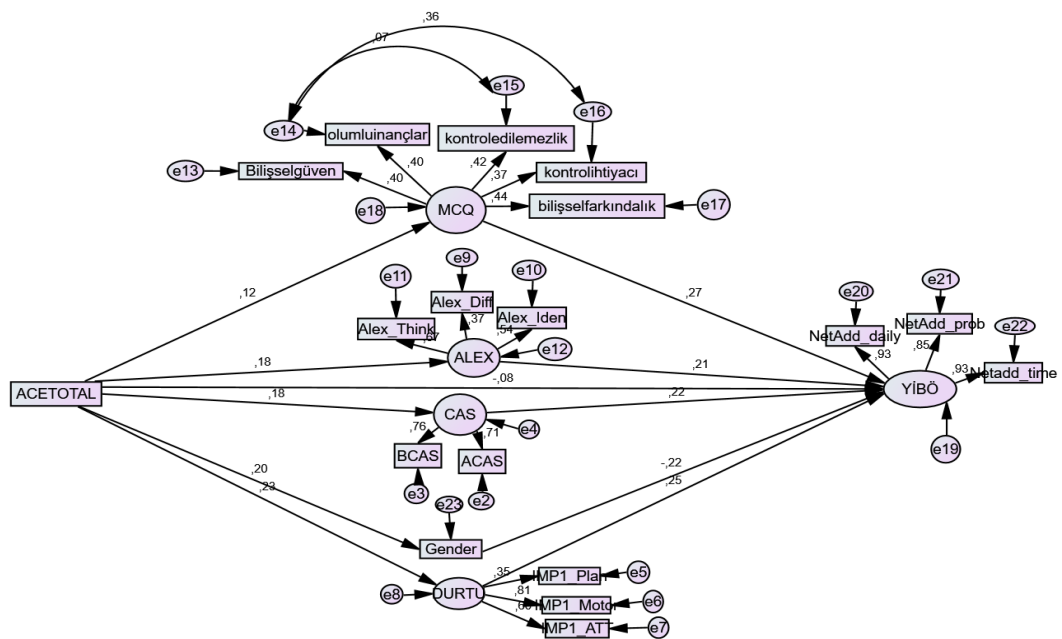 ,36
,07
e15
e16
e14
olumluinançlar
kontroledilemezlik
e13
Bilişselgüven
,40
,42
,37
kontrolihtiyacı
,40
,44
e18
MCQ
bilişselfarkındalık
e17
e9
e11
e10
e21
e20
,12
Alex_Diff
,27
Alex_Think
,37
Alex_Iden
,54
NetAdd_daily
NetAdd_prob
e22
e12
,93
,85
,18
ALEX
,21
,93
Netadd_time
-,08
ACETOTAL
YİBÖ
,18
CAS
,22
e4
,76
,71
e19
BCAS
ACAS
e3
e2
,20
-,22
,23
e23
,25
Gender
,35
IMP1_Plan
e5
e8
DURTU
,81
IMP1_Motor
e6
IMP1_ATT
e7